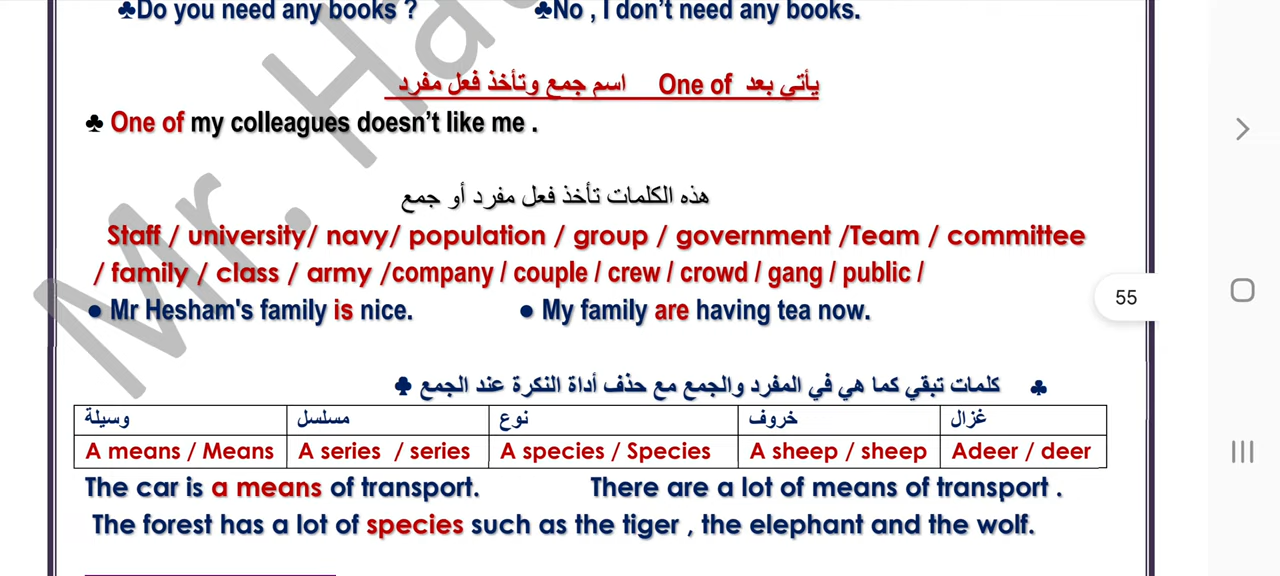 ♣Do you need any books ? ♣No , I don't need any books.
يأتي بعد One of اسم جمع وتأخذ فعل مفرد
♣ One of my colleagues doesn't like me .
هذه الكلمات تأخذ فعل مفرد أو جمع
Staff / university/ navy/ population / group / government /Team / committee
/ family / class / army /company / couple / crew / crowd / gang / public /
● Mr Hesham's family is nice. ● My family are having tea now.
55
♣ كلمات تبقي كما هي في المفرد والجمع مع حذف أداة النكرة عند الجمع ♣
غزال خروف نوع مسلسل وسيلة
A means / Means A series / series A species / Species A sheep / sheep Adeer / deer
The car is a means of transport. There are a lot of means of transport .
The forest has a lot of species such as the tiger , the elephant and the wolf.
Mr. Ha